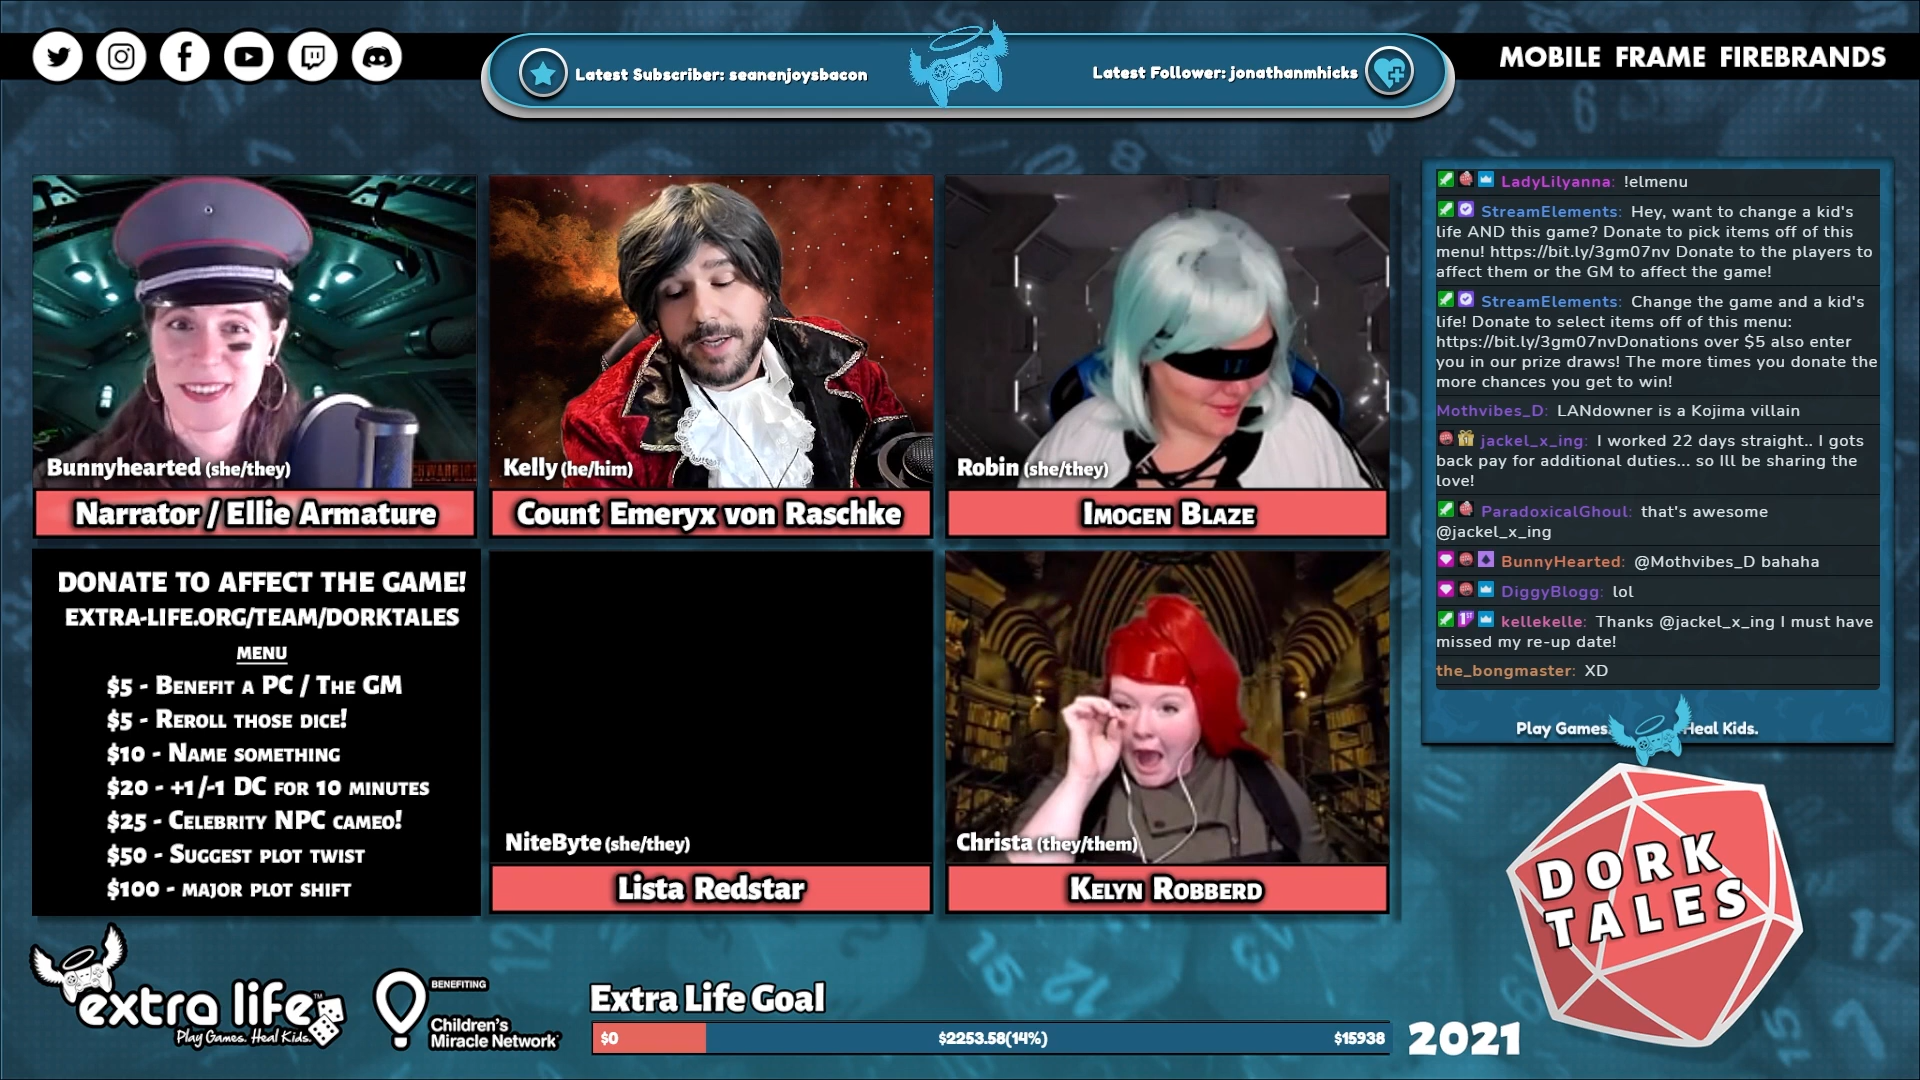 Latest Subscriber: seanenjoysbacon
Latest Follower: jonathanmhicks
MOBILE FRAME FIREBRANDS
Bunnyhearted (she/they)
Narrator / Ellie Armature
Kelly (he/him)
Count Emeryx von Raschke
Robin (she/they)
Imogen Blaze
DONATE TO AFFECT THE GAME!
EXTRA-LIFE.ORG/TEAM/DORKTALES
MENU
$5 - Benefit a PC / The GM
$5 - Reroll those dice!
$10 - Name something
$20 - +1/-1 DC for 10 minutes
$25 - Celebrity NPC cameo!
$50 - Suggest plot twist
$100 - major plot shift
NiteByte (she/they)
Lista Redstar
Christa (they/them)
Kelyn Robberd
LadyLilyanna: !elmenu
StreamElements: Hey, want to change a kid's
life AND this game? Donate to pick items off of this
menu! https://bit.ly/3gm07nv Donate to the players to
affect them or the GM to affect the game!
StreamElements: Change the game and a kid's
life! Donate to select items off of this menu:
https://bit.ly/3gm07nvDonations over $5 also enter
you in our prize draws! The more times you donate the
more chances you get to win!
Mothvibes_D: LANdowner is a Kojima villain
jackel_x_ing: I worked 22 days straight.. I gots
back pay for additional duties... so Ill be sharing the
love!
ParadoxicalGhoul: that's awesome
@jackel_x_ing
BunnyHearted: @Mothvibes_D bahaha
DiggyBlogg: lol
kellekelle: Thanks @jackel_x_ing I must have
missed my re-up date!
the_bongmaster: XD
Play Games. Heal Kids.
DORK
TALES
extra life
Play Games. Heal Kids.
BENEFITING
Children's
Miracle Network
Extra Life Goal
$0
$2253.58(14%)
$15938
2021